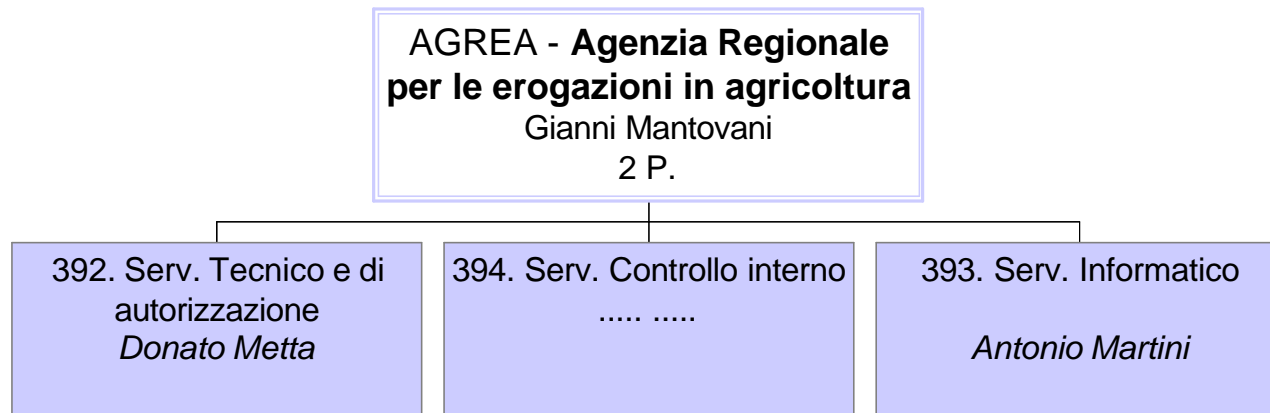 AGREA - Agenzia Regionale
per le erogazioni in agricoltura
Gianni Mantovani
2 P.
392. Serv. Tecnico e di
autorizzazione
Donato Metta
394. Serv. Controllo interno
..... .....
393. Serv. Informatico
Antonio Martini